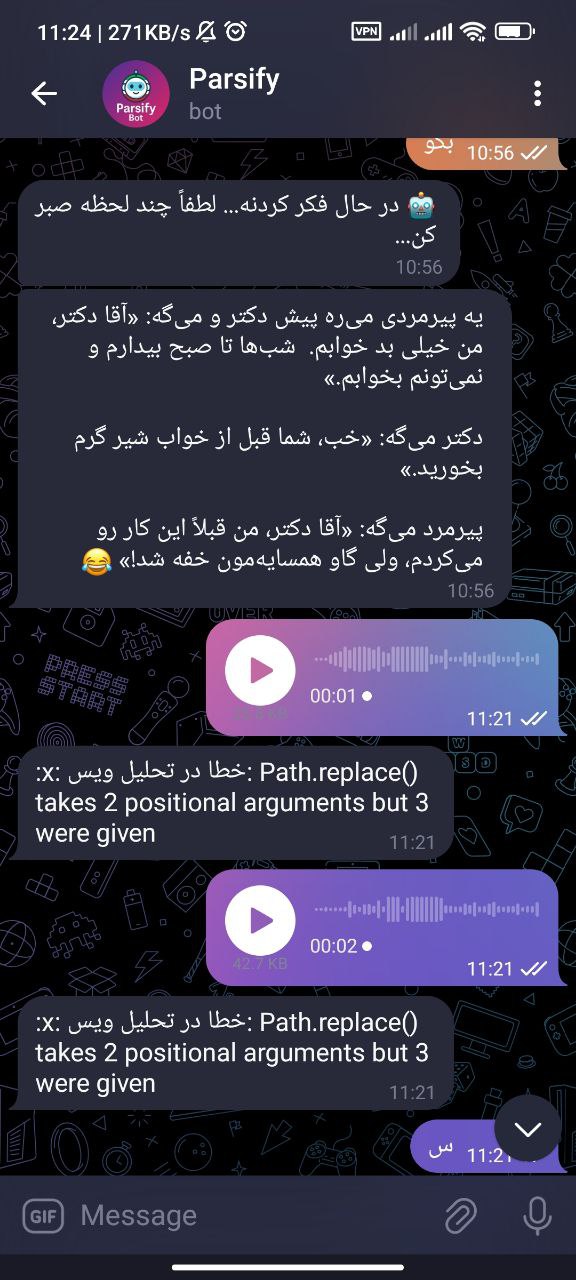 11:24 | 271KB/s
VPN
Parsify
Bot
Parsify
bot
بگو
10:56
🤖 در حال فکر کردنه... لطفاً چند لحظه صبر
کن...
10:56
یه پیرمردی می‌ره پیش دکتر و می‌گه: «آقا دکتر،
من خیلی بد خوابم.  شب‌ها تا صبح بیدارم و
نمی‌تونم بخوابم.»
دکتر می‌گه: «خب، شما قبل از خواب شیر گرم
بخورید.»
پیرمرد می‌گه: «آقا دکتر، من قبلاً این کار رو
می‌کردم، ولی گاو همسایه‌مون خفه شد!» 😂
10:56
PRESS
START
OVER
00:01
11:21
:x: خطا در تحلیل ویس: Path.replace()
takes 2 positional arguments but 3
were given
11:21
W
S D
00:02
42.7 KB
11:21
:x: خطا در تحلیل ویس: Path.replace()
takes 2 positional arguments but 3
were given
11:21
س
11:21
GIF
Message